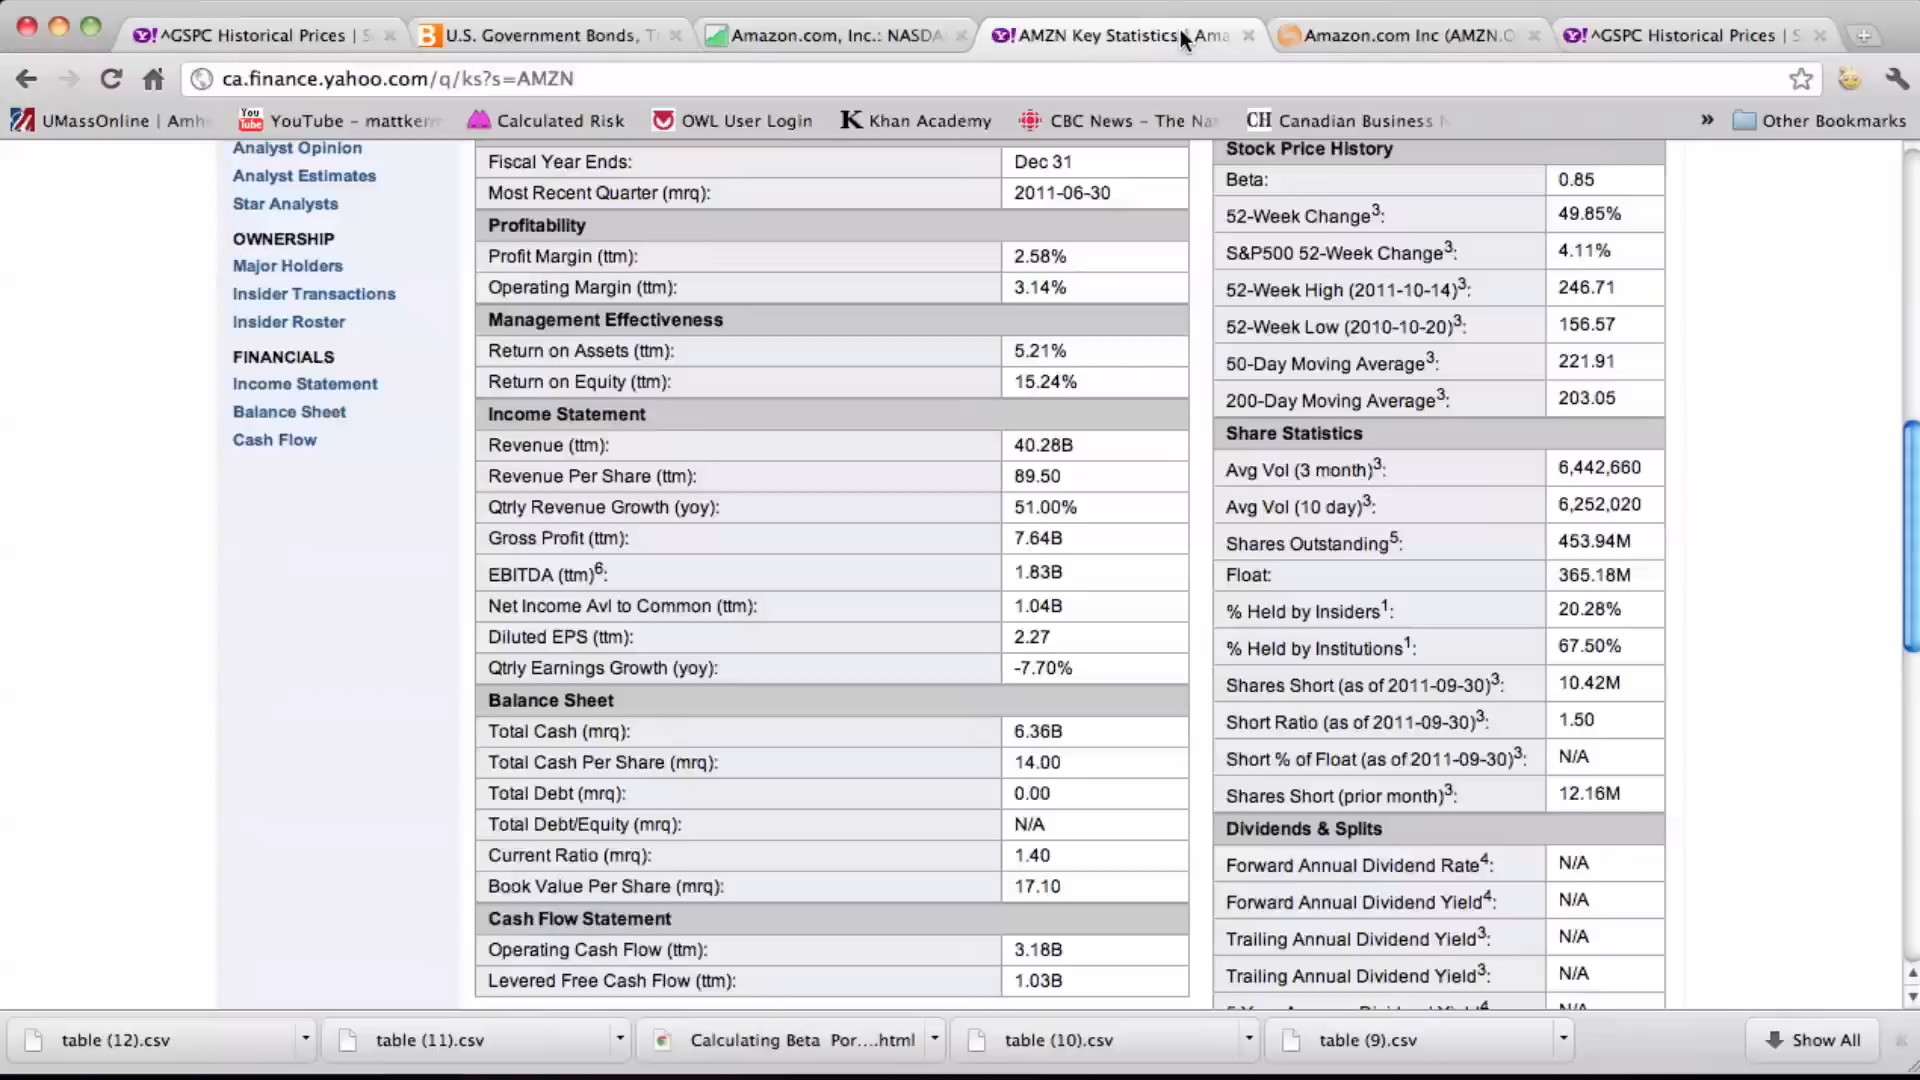 ^GSPC Historical Prices | S
U.S. Government Bonds, T
Amazon.com, Inc.: NASDA
AMZN Key Statistics | Ama
Amazon.com Inc (AMZN.O
^GSPC Historical Prices | S
ca.finance.yahoo.com/q/ks?s=AMZN
UMassOnline | Amh
YouTube - mattkerm
Calculated Risk
OWL User Login
Khan Academy
CBC News – The Na
CH Canadian Business
» Other Bookmarks
Analyst Opinion
Analyst Estimates
Star Analysts
OWNERSHIP
Major Holders
Insider Transactions
Insider Roster
FINANCIALS
Income Statement
Balance Sheet
Cash Flow
Fiscal Year Ends: Dec 31
Most Recent Quarter (mrq): 2011-06-30
Profitability
Profit Margin (ttm): 2.58%
Operating Margin (ttm): 3.14%
Management Effectiveness
Return on Assets (ttm): 5.21%
Return on Equity (ttm): 15.24%
Income Statement
Revenue (ttm): 40.28B
Revenue Per Share (ttm): 89.50
Qtrly Revenue Growth (yoy): 51.00%
Gross Profit (ttm): 7.64B
EBITDA (ttm)6: 1.83B
Net Income Avl to Common (ttm): 1.04B
Diluted EPS (ttm): 2.27
Qtrly Earnings Growth (yoy): -7.70%
Balance Sheet
Total Cash (mrq): 6.36B
Total Cash Per Share (mrq): 14.00
Total Debt (mrq): 0.00
Total Debt/Equity (mrq): N/A
Current Ratio (mrq): 1.40
Book Value Per Share (mrq): 17.10
Cash Flow Statement
Operating Cash Flow (ttm): 3.18B
Levered Free Cash Flow (ttm): 1.03B
Stock Price History
Beta: 0.85
52-Week Change3: 49.85%
S&P500 52-Week Change3: 4.11%
52-Week High (2011-10-14)3: 246.71
52-Week Low (2010-10-20)3: 156.57
50-Day Moving Average3: 221.91
200-Day Moving Average3: 203.05
Share Statistics
Avg Vol (3 month)3: 6,442,660
Avg Vol (10 day)3: 6,252,020
Shares Outstanding5: 453.94M
Float: 365.18M
% Held by Insiders1: 20.28%
% Held by Institutions1: 67.50%
Shares Short (as of 2011-09-30)3: 10.42M
Short Ratio (as of 2011-09-30)3: 1.50
Short % of Float (as of 2011-09-30)3: N/A
Shares Short (prior month)3: 12.16M
Dividends & Splits
Forward Annual Dividend Rate4: N/A
Forward Annual Dividend Yield4: N/A
Trailing Annual Dividend Yield3: N/A
Trailing Annual Dividend Yield3: N/A
table (12).csv
table (11).csv
Calculating Beta Por....html
table (10).csv
table (9).csv
Show All